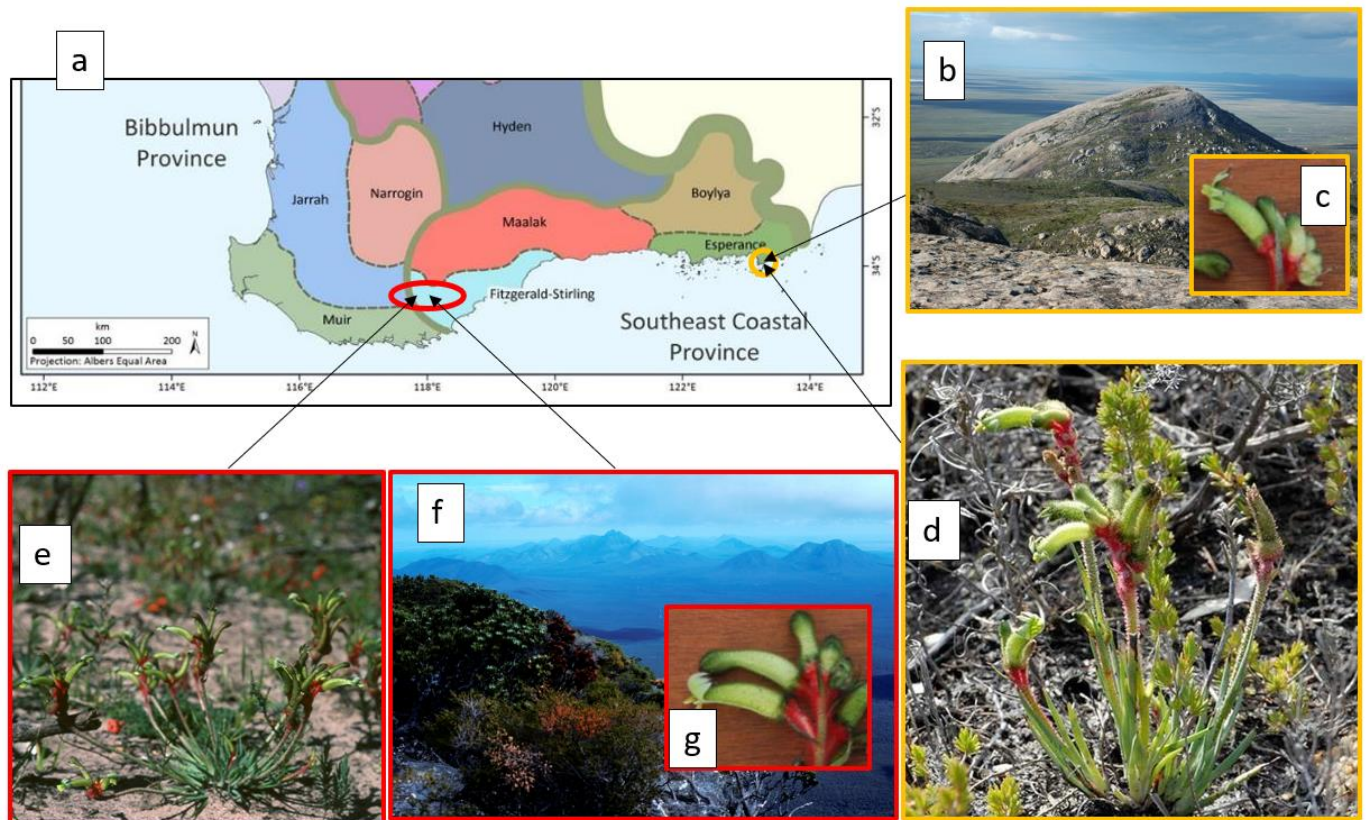 a
Bibbulmun
Province
Jarrah
Narrogin
Hyden
Maalak
Boylya
Esperance
Fitzgerald-Stirling
Muir
Southeast Coastal
Province
32°S
34°S
km
0 50 100 200
N
Projection: Albers Equal Area
112°E 114°E 116°E 118°E 120°E 122°E 124°E
b
c
d
e
f
g